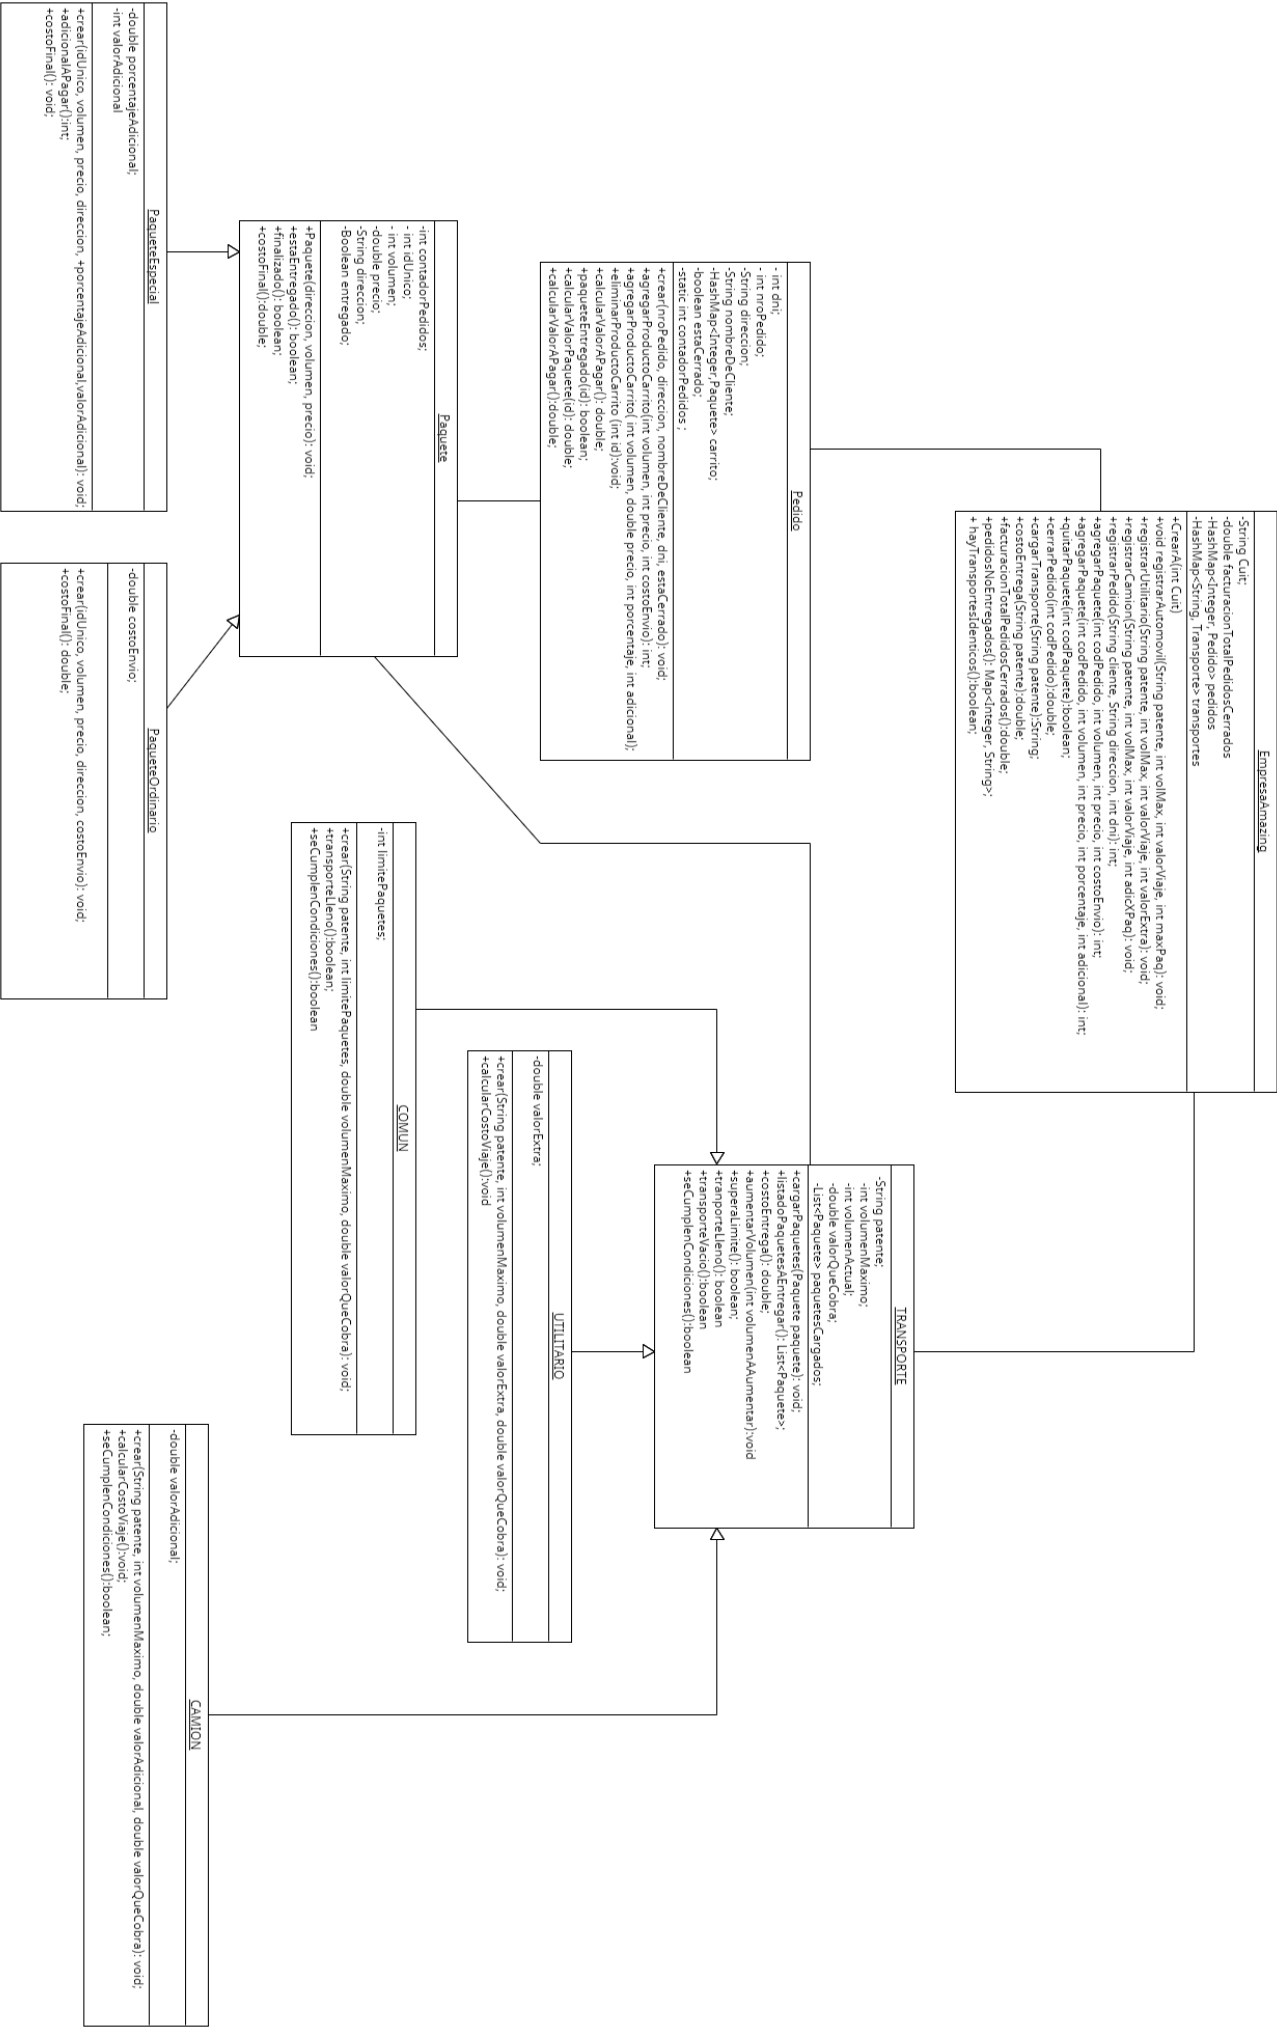 EmpresaAmazing
-String Cuit;
-double facturacionTotalPedidosCerrados
-HashMap<Integer, Pedido> pedidos
-HashMap<String, Transporte> transportes
+CrearA(int Cuit)
+void registrarAutomovil(String patente, int volMax, int valorViaje, int maxPaq): void;
+registrarUtilitario(String patente, int volMax, int valorViaje, int valorExtra): void;
+registrarCamion(String patente, int volMax, int valorViaje, int adicXPaq): void;
+registrarPedido(String cliente, String direccion, int dni): int;
+agregarPaquete(int codPedido, int volumen, int precio, int costoEnvio): int;
+agregarPaquete(int codPedido, int volumen, int precio, int porcentaje, int adicional): int;
+quitarPaquete(int codPaquete):boolean;
+cerrarPedido(int codPedido):double;
+cargarTransporte(String patente):String;
+costoEntrega(String patente):double;
+facturacionTotalPedidosCerrados():double;
+pedidosNoEntregados(): Map<Integer, String>;
+ hayTransportesIdenticos():boolean;
Pedido
- int dni;
- int nroPedido;
-String direccion;
-String nombreDeCliente;
-HashMap<Integer,Paquete> carrito;
-boolean estaCerrado;
-static int contadorPedidos ;
+crear(nroPedido, direccion, nombreDeCliente, dni, estaCerrado): void;
+agregarProductoCarrito(int volumen, int precio, int costoEnvio): int;
+agregarProductoCarrito( int volumen, double precio, int porcentaje, int adicional);
+eliminarProductoCarrito (int id):void;
+calcularValorAPagar(): double;
+paqueteEntregado(id): boolean;
+calcularValorPaquete(id): double;
+calcularValorAPagar():double;
TRANSPORTE
-String patente;
-int volumenMaximo;
-int volumenActual;
-double valorQueCobra;
-List<Paquete> paquetesCargados;
+cargarPaquetes(Paquete paquete): void;
+listadoPaquetesAEntregar(): List<Paquete>;
+costoEntrega(): double;
+aumentarVolumen(int volumenAAumentar):void
+superaLimite(): boolean;
+tranporteLleno(): boolean
+transporteVacio():boolean
+seCumplenCondiciones():boolean
Paquete
-int contadorPedidos;
- int idUnico;
- int volumen;
-double precio;
-String direccion;
-Boolean entregado;
+Paquete(direccion, volumen, precio): void;
+estaEntregado(): boolean;
+finalizado(): boolean;
+costoFinal():double;
UTILITARIO
-double valorExtra;
+crear(String patente, int volumenMaximo, double valorExtra, double valorQueCobra): void;
+calcularCostoViaje():void
COMUN
-int limitePaquetes;
+crear(String patente, int limitePaquetes, double volumenMaximo, double valorQueCobra): void;
+transporteLleno():boolean;
+seCumplenCondiciones():boolean
CAMION
-double valorAdicional;
+crear(String patente, int volumenMaximo, double valorAdicional, double valorQueCobra): void;
+calcularCostoViaje():void;
+seCumplenCondiciones():boolean;
PaqueteEspecial
-double porcentajeAdicional;
-int valorAdicional
+crear(idUnico, volumen, precio, direccion, +porcentajeAdicional,valorAdicional): void;
+adicionalAPagar():int;
+costoFinal(): void;
PaqueteOrdinario
-double costoEnvio;
+crear(idUnico, volumen, precio, direccion, costoEnvio): void;
+costoFinal(): double;